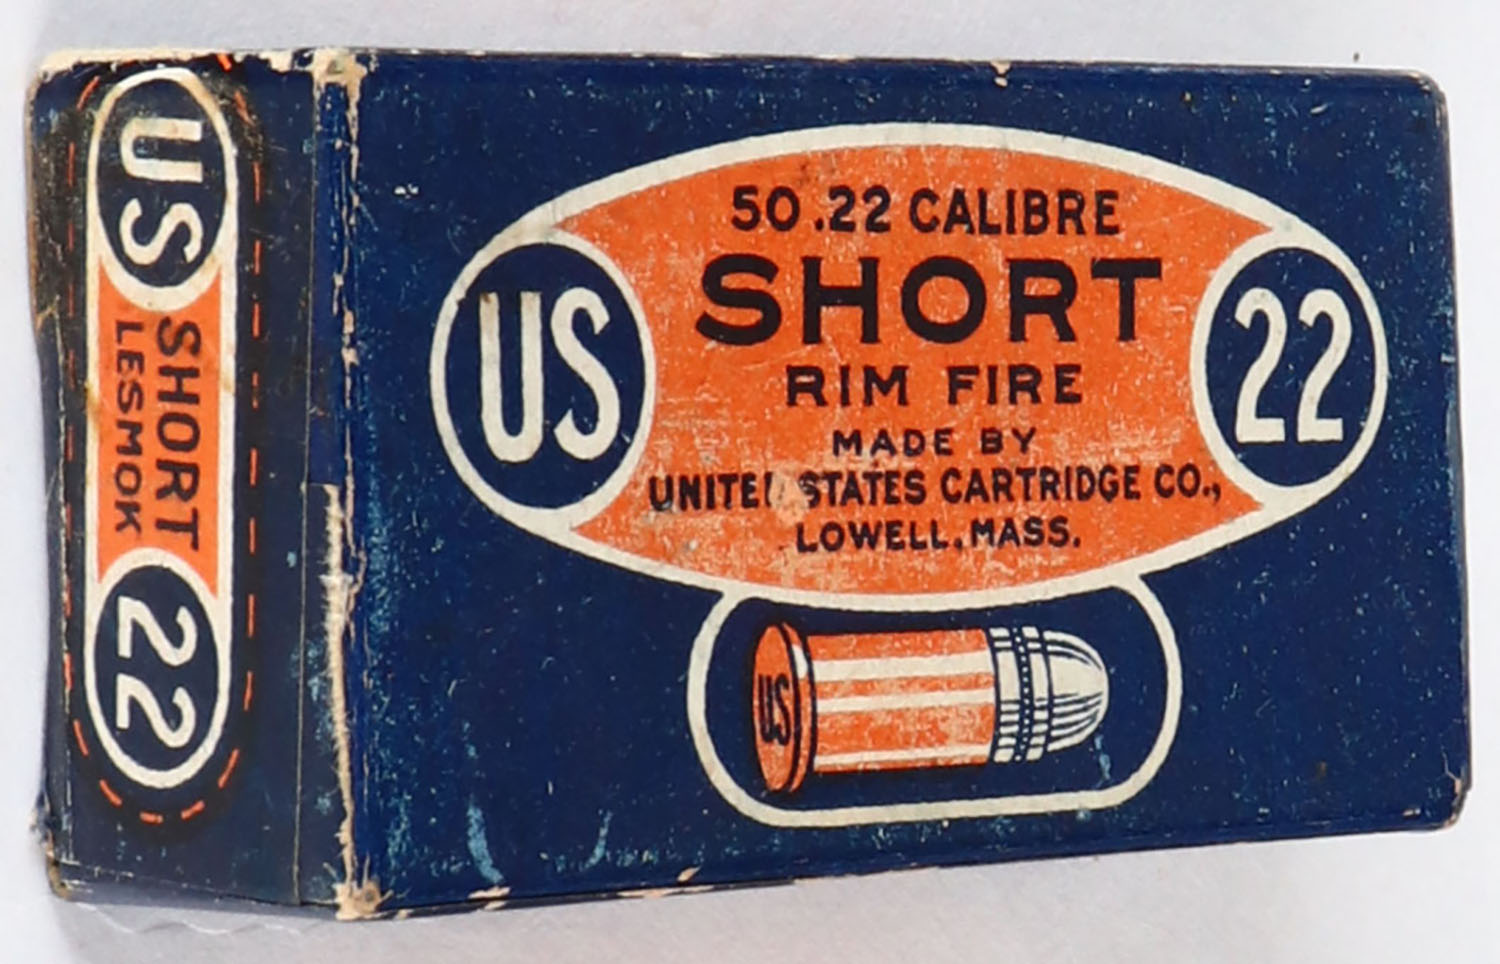 US
SHORT
LESMOK
22
50 .22 CALIBRE
SHORT
RIM FIRE
MADE BY
UNITED STATES CARTRIDGE CO.,
LOWELL, MASS.
US
22
US